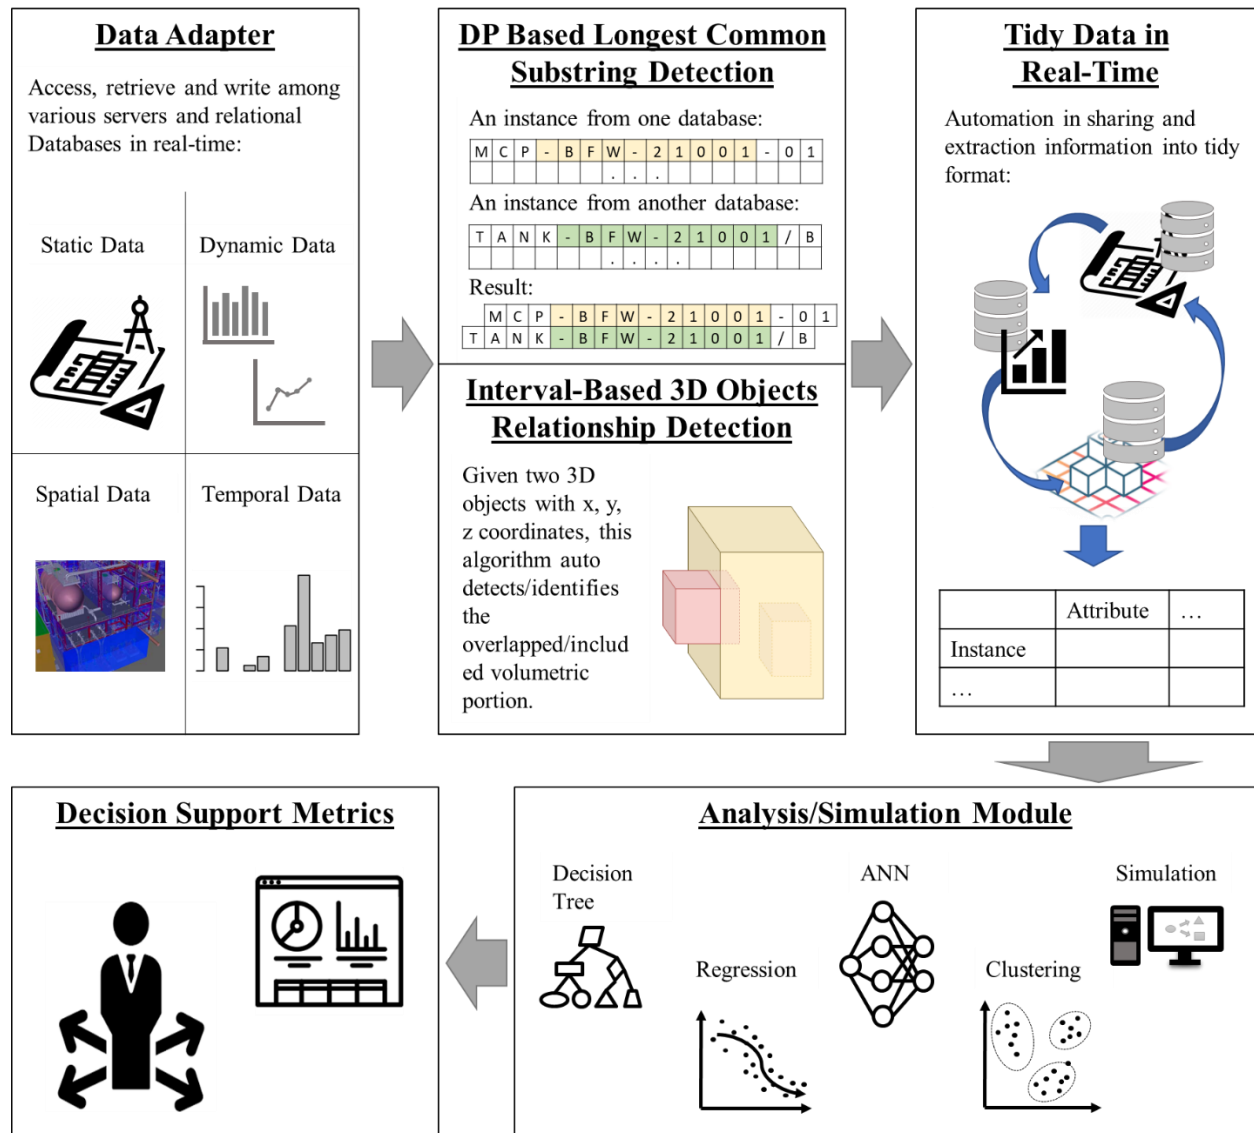 Data Adapter
Access, retrieve and write among
various servers and relational
Databases in real-time:
Static Data
Dynamic Data
Spatial Data
Temporal Data
DP Based Longest Common
Substring Detection
An instance from one database:
M C P - B F W - 2 1 0 0 1 - 0 1
. . .
An instance from another database:
T A N K - B F W - 2 1 0 0 1 / B
. . . .
Result:
M C P - B F W - 2 1 0 0 1 - 0 1
T A N K - B F W - 2 1 0 0 1 / B
Interval-Based 3D Objects
Relationship Detection
Given two 3D
objects with x, y,
z coordinates, this
algorithm auto
detects/identifies
the
overlapped/includ
ed volumetric
portion.
Tidy Data in
Real-Time
Automation in sharing and
extraction information into tidy
format:
Attribute …
Instance
…
Decision Support Metrics
Analysis/Simulation Module
Decision
Tree
Regression
ANN
Clustering
Simulation